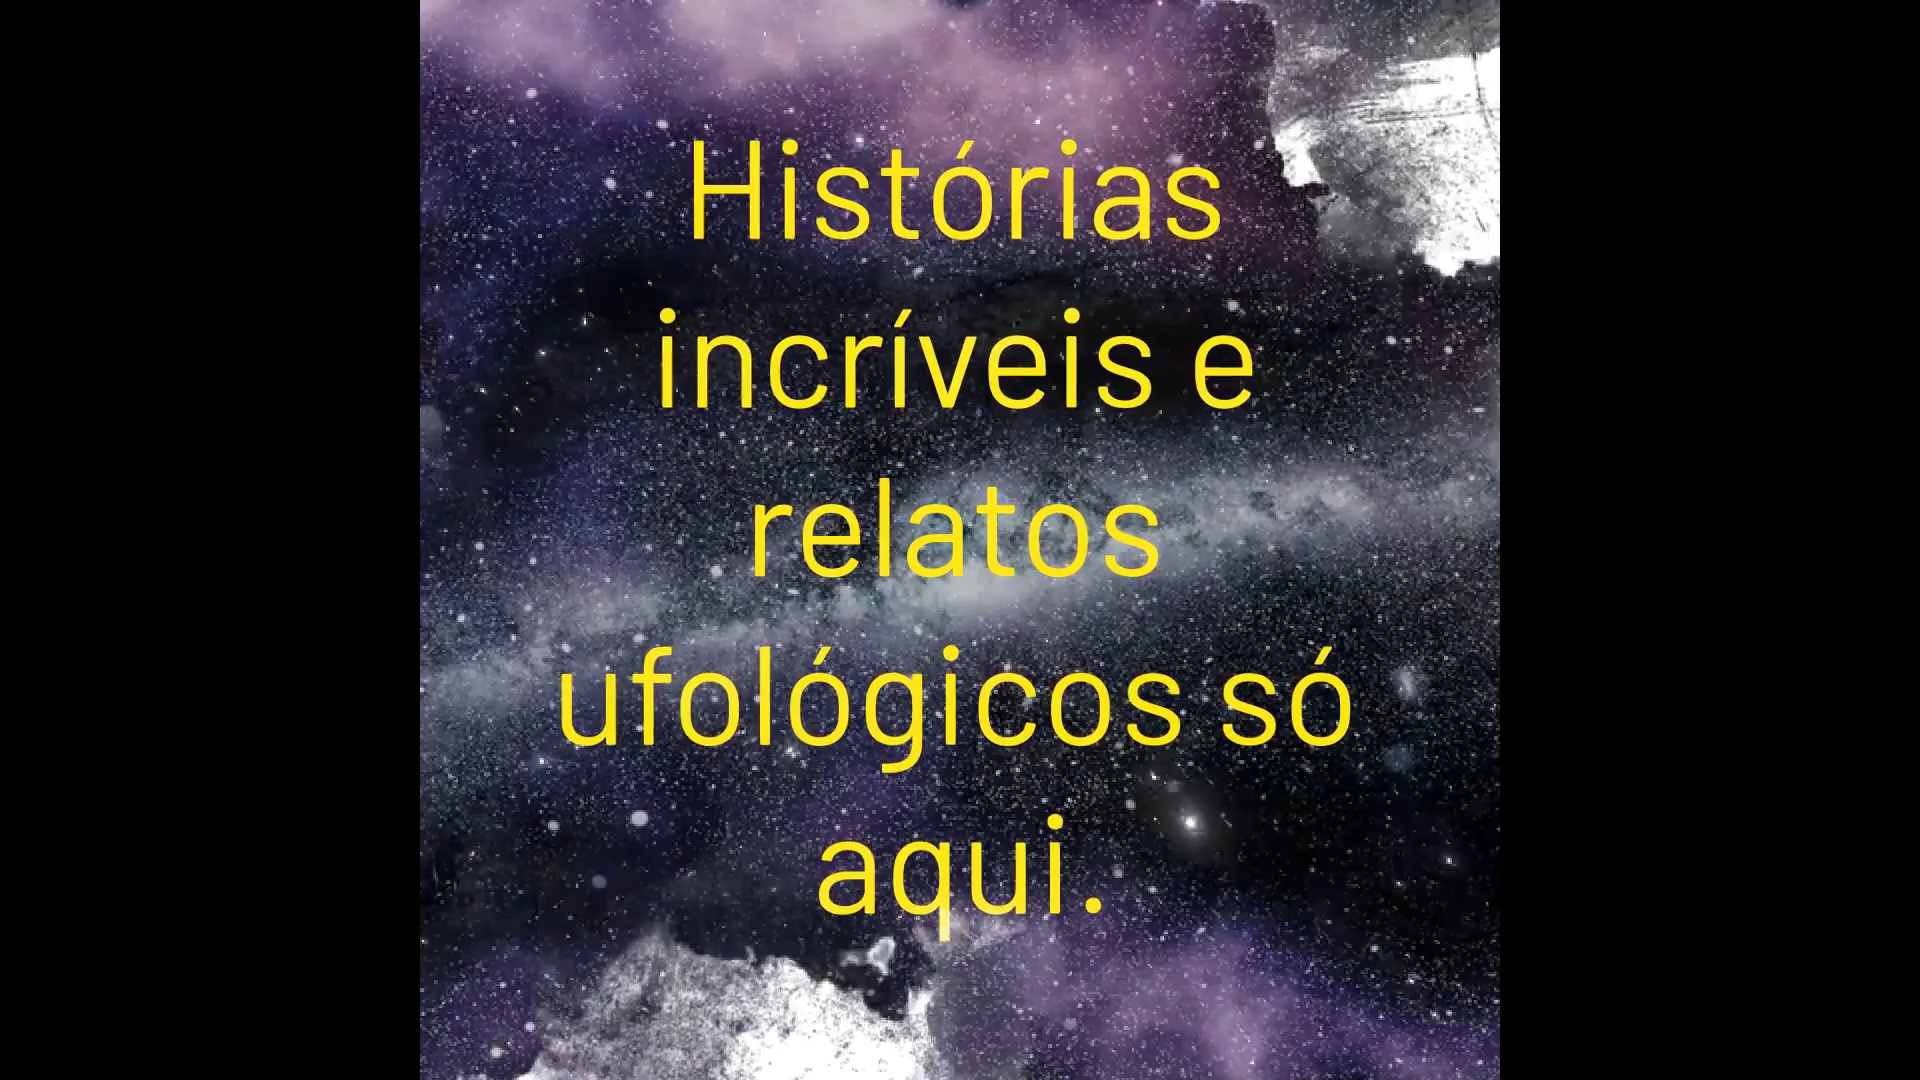 Histórias
incríveis e
relatos
ufológicos só
aqui.